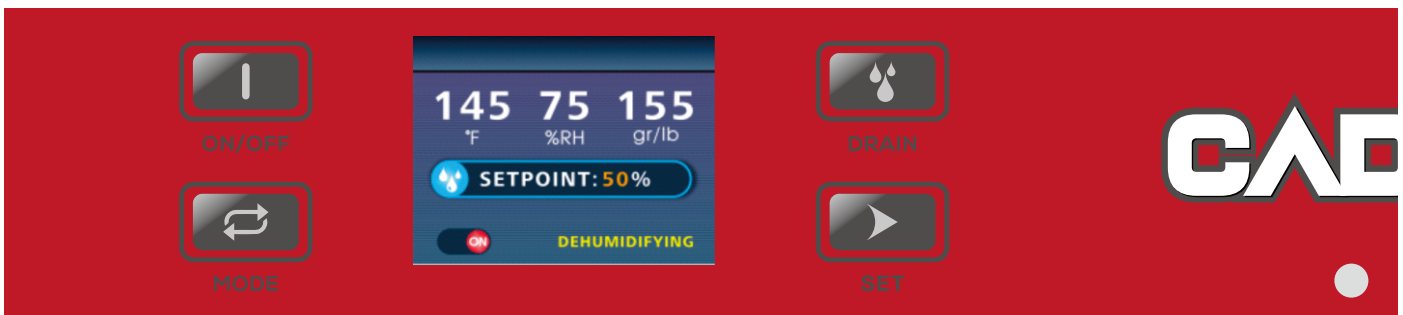 ON/OFF
MODE
145 75 155
°F %RH gr/lb
SETPOINT:50%
ON DEHUMIDIFYING
DRAIN
SET
CAD